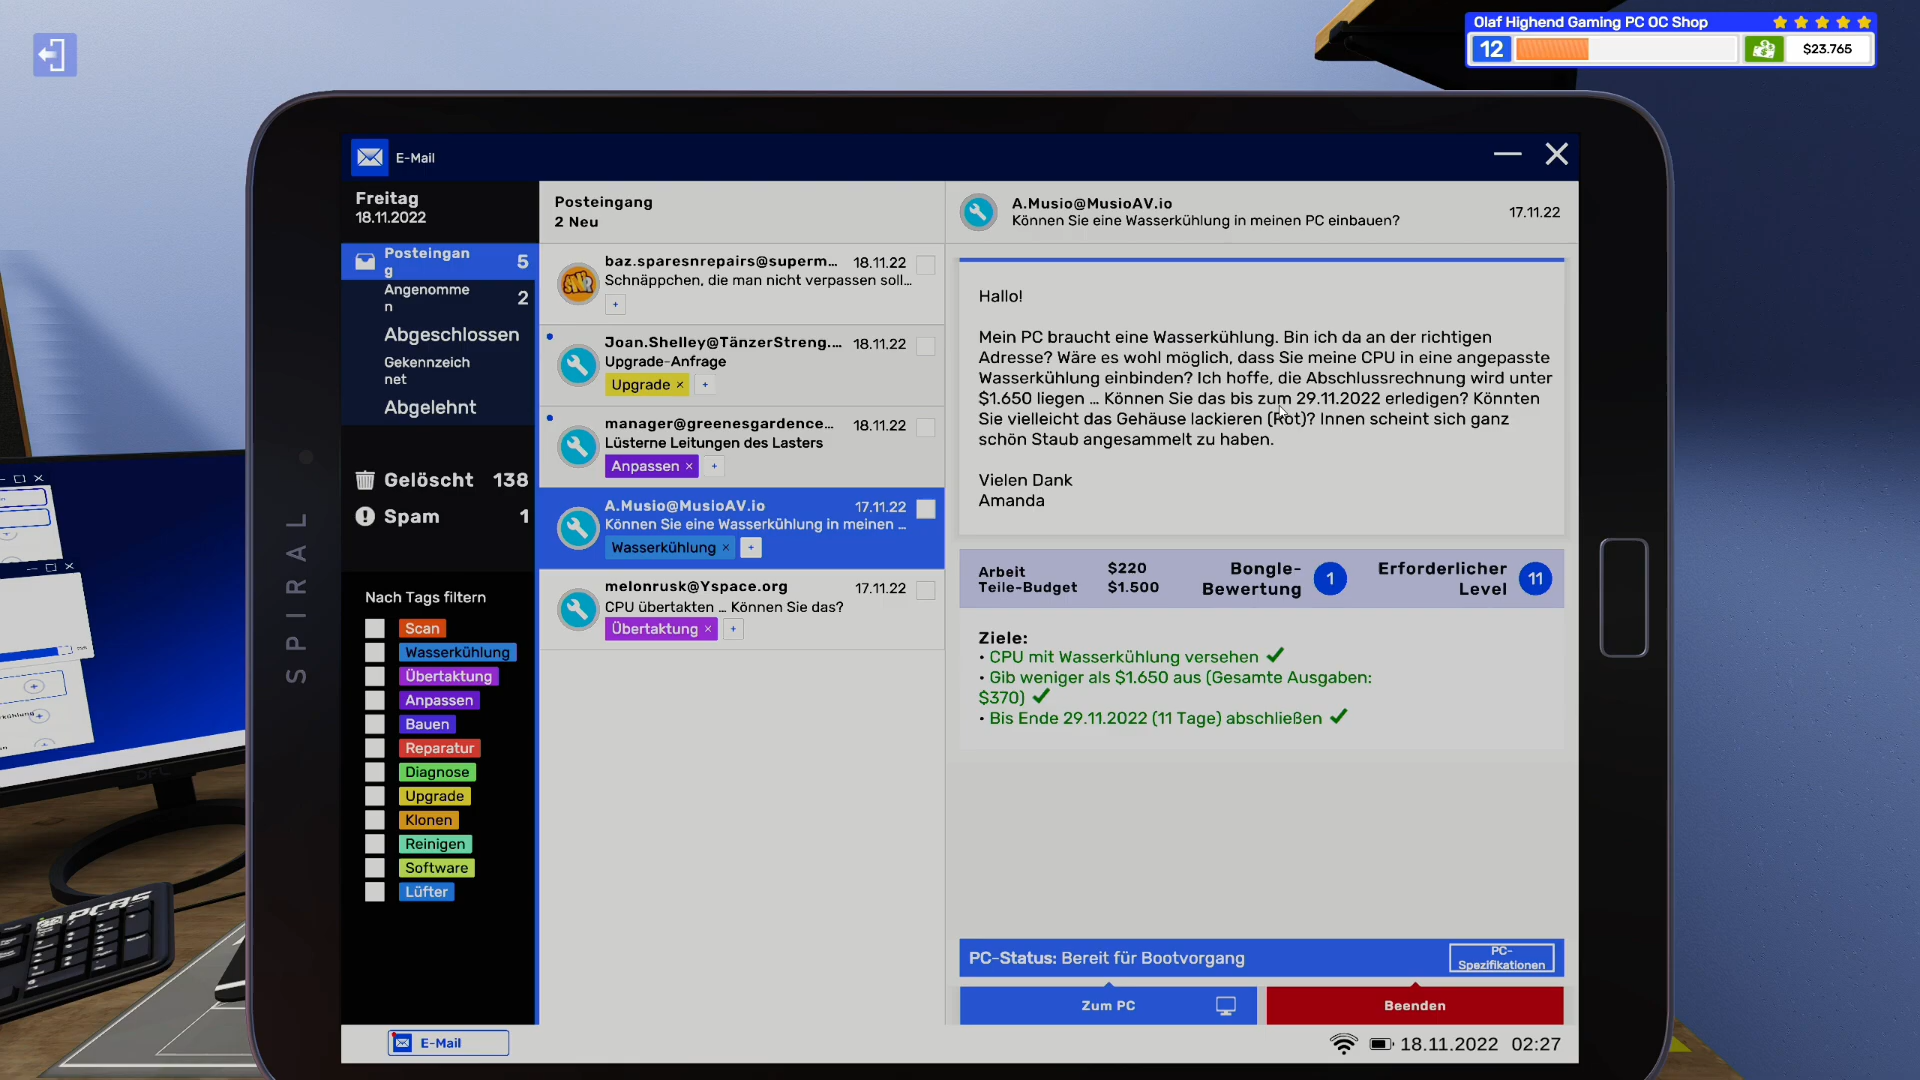 Olaf Highend Gaming PC OC Shop
12
$23.765
E-Mail
Freitag
18.11.2022
Posteingan
g
5
Angenomme
n
2
Abgeschlossen
Gekennzeich
net
Abgelehnt
Gelöscht 138
Spam 1
Nach Tags filtern
Scan
Wasserkühlung
Übertaktung
Anpassen
Bauen
Reparatur
Diagnose
Upgrade
Klonen
Reinigen
Software
Lüfter
Posteingang
2 Neu
baz.sparesnrepairs@superm... 18.11.22
Schnäppchen, die man nicht verpassen soll...
+
Joan.Shelley@TänzerStreng.... 18.11.22
Upgrade-Anfrage
Upgrade × +
manager@greenesgardence... 18.11.22
Lüsterne Leitungen des Lasters
Anpassen × +
A.Musio@MusioAV.io 17.11.22
Können Sie eine Wasserkühlung in meinen ...
Wasserkühlung × +
melonrusk@Yspace.org 17.11.22
CPU übertakten ... Können Sie das?
Übertaktung × +
A.Musio@MusioAV.io
Können Sie eine Wasserkühlung in meinen PC einbauen?
17.11.22
Hallo!
Mein PC braucht eine Wasserkühlung. Bin ich da an der richtigen
Adresse? Wäre es wohl möglich, dass Sie meine CPU in eine angepasste
Wasserkühlung einbinden? Ich hoffe, die Abschlussrechnung wird unter
$1.650 liegen ... Können Sie das bis zum 29.11.2022 erledigen? Könnten
Sie vielleicht das Gehäuse lackieren (Rot)? Innen scheint sich ganz
schön Staub angesammelt zu haben.
Vielen Dank
Amanda
Arbeit $220
Teile-Budget $1.500
Bongle-
Bewertung
1
Erforderlicher
Level
11
Ziele:
• CPU mit Wasserkühlung versehen
• Gib weniger als $1.650 aus (Gesamte Ausgaben:
$370)
• Bis Ende 29.11.2022 (11 Tage) abschließen
PC-Status: Bereit für Bootvorgang
PC-
Spezifikationen
Zum PC
Beenden
E-Mail
18.11.2022 02:27
SPIRAL
DFL
PCAS